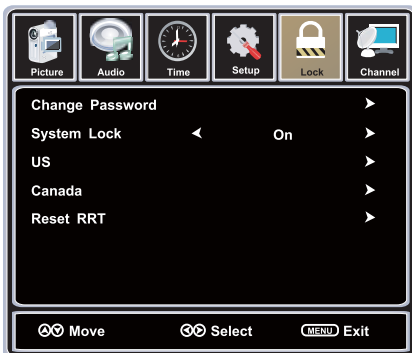 Picture Audio Time Setup Lock Channel
Change Password
System Lock On
US
Canada
Reset RRT
Move Select MENU Exit